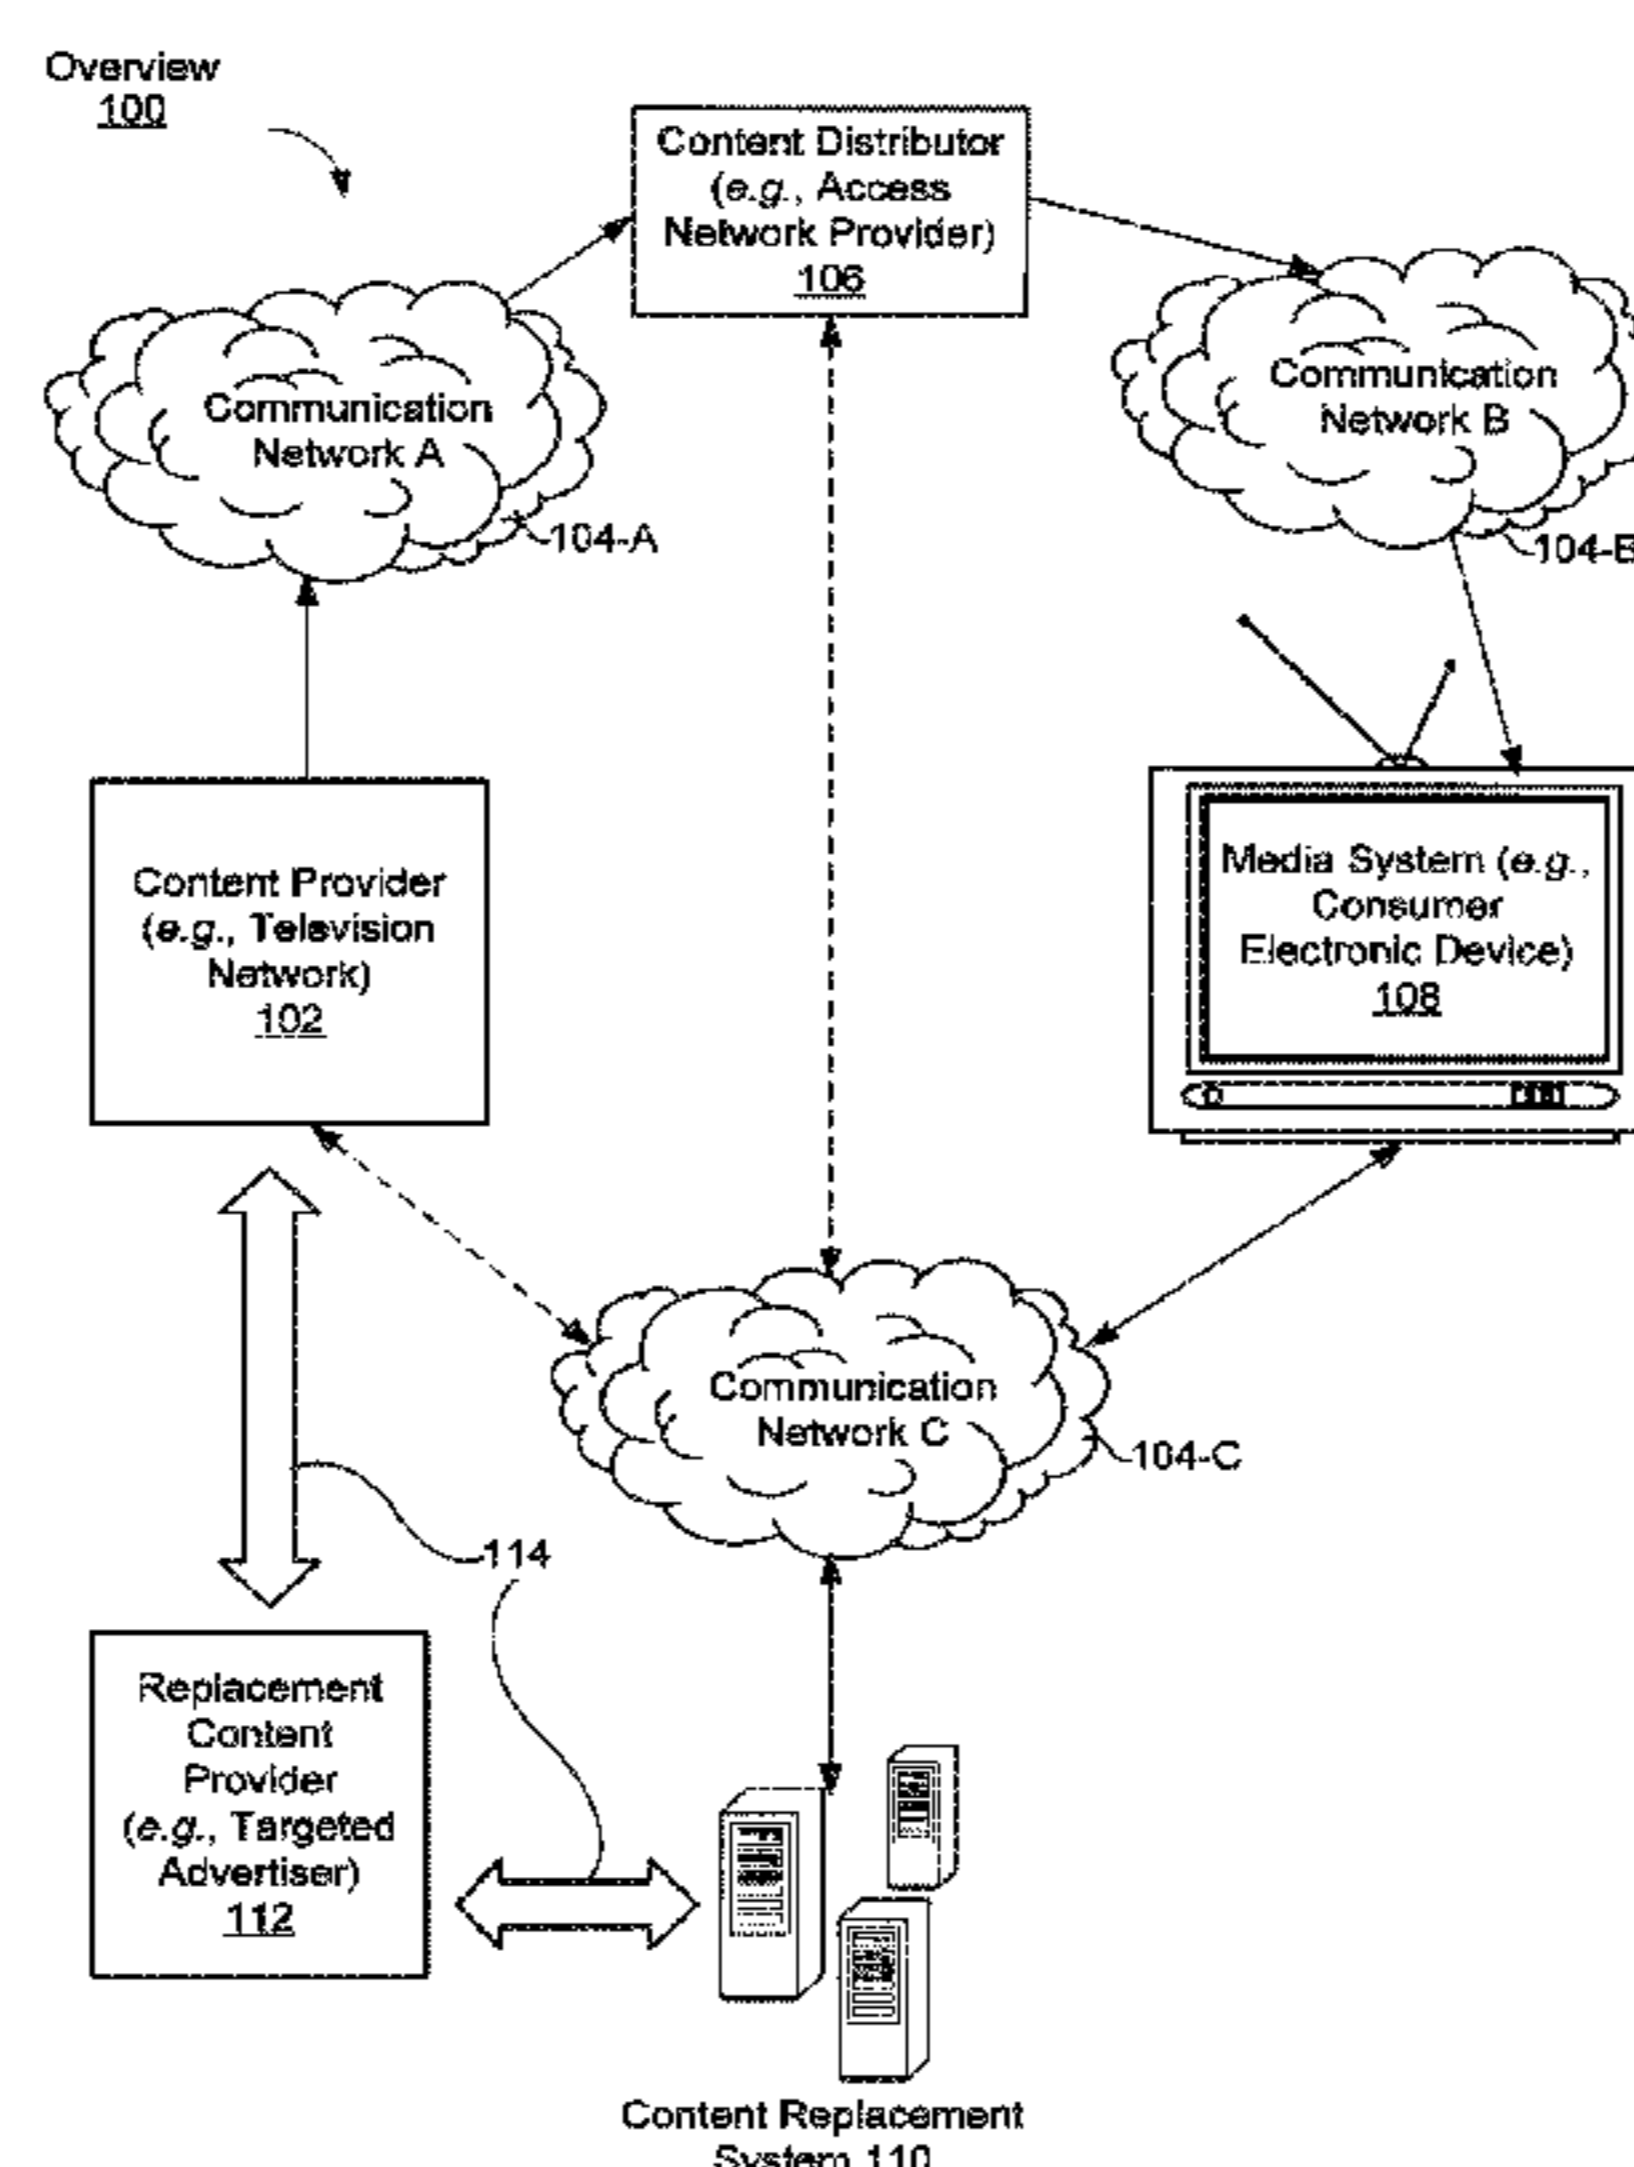 Overview
100
Content Distributor
(e.g., Access
Network Provider)
106
Communication
Network A
104-A
Communication
Network B
104-B
Content Provider
(e.g., Television
Network)
102
Media System (e.g.,
Consumer
Electronic Device)
108
Communication
Network C
104-C
114
Replacement
Content
Provider
(e.g., Targeted
Advertiser)
112
Content Replacement
System 110